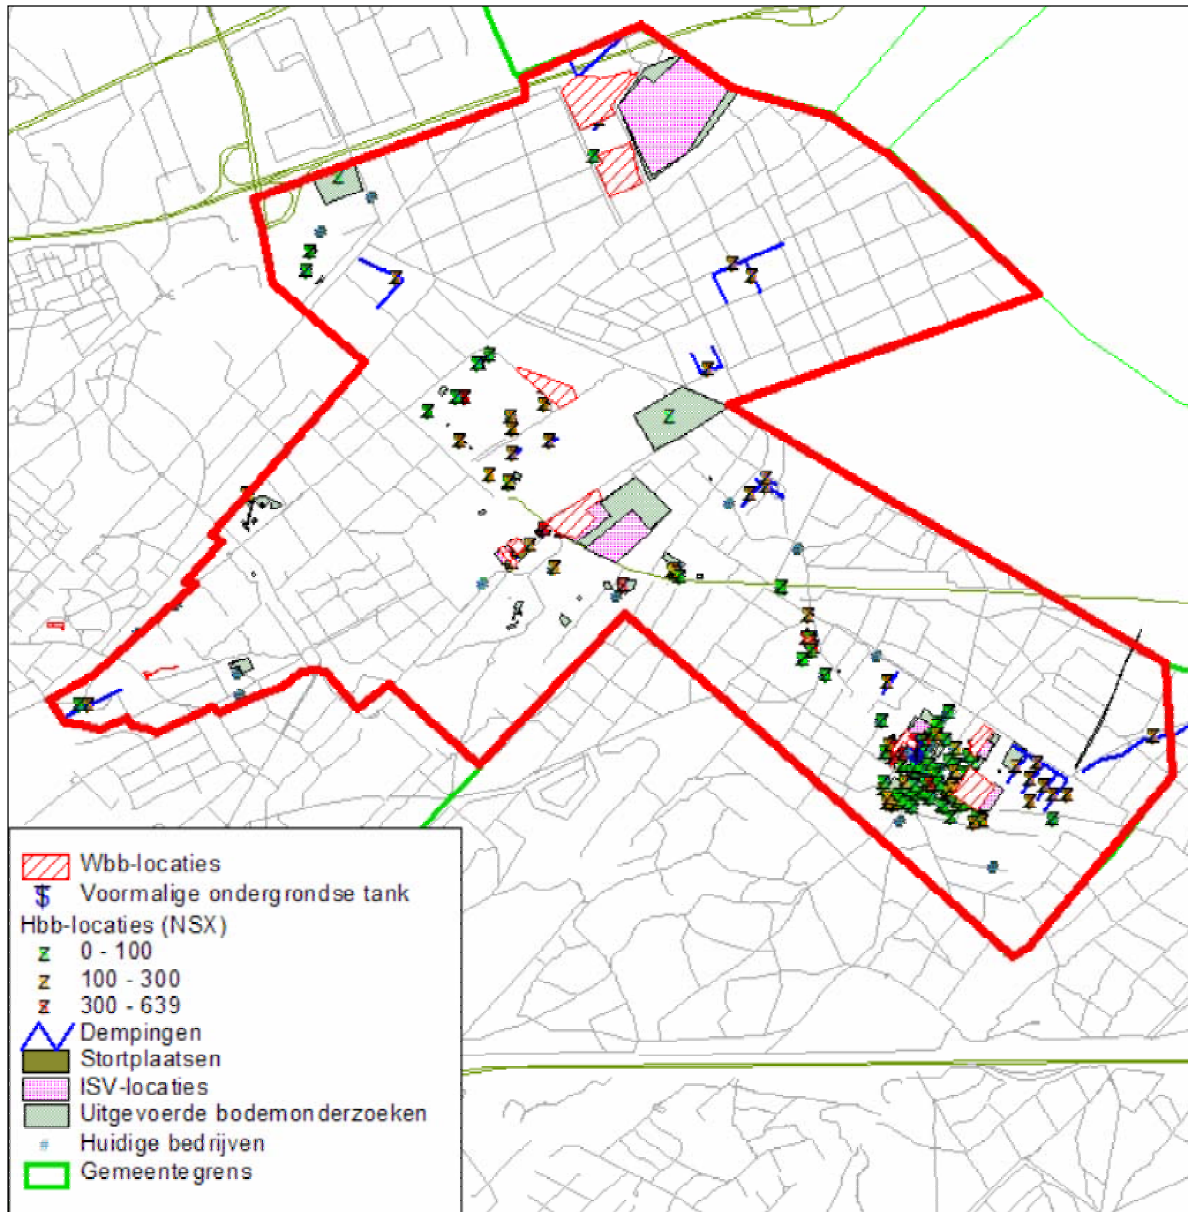 Wbb-locaties
Voormalige ondergrondse tank
Hbb-locaties (NSX)
0 - 100
100 - 300
300 - 639
Dempingen
Stortplaatsen
ISV-locaties
Uitgevoerde bodemonderzoeken
Huidige bedrijven
Gemeentegrens